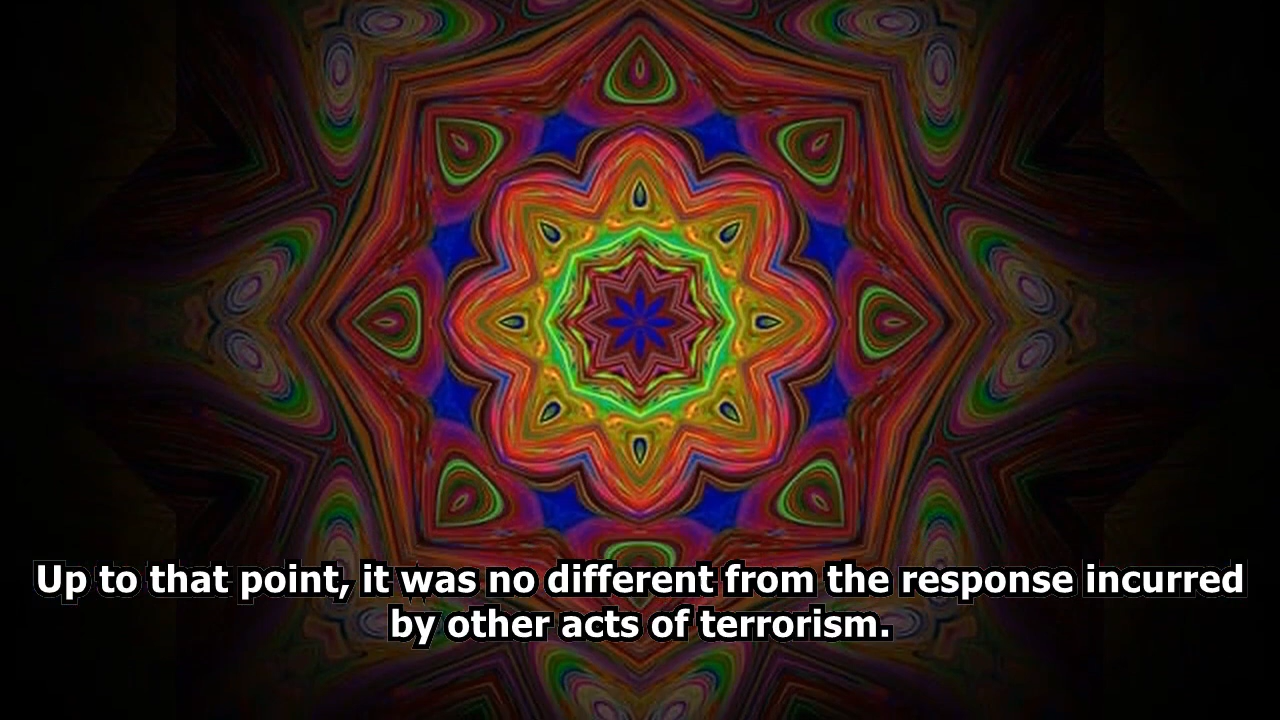 Up to that point, it was no different from the response incurred
by other acts of terrorism.